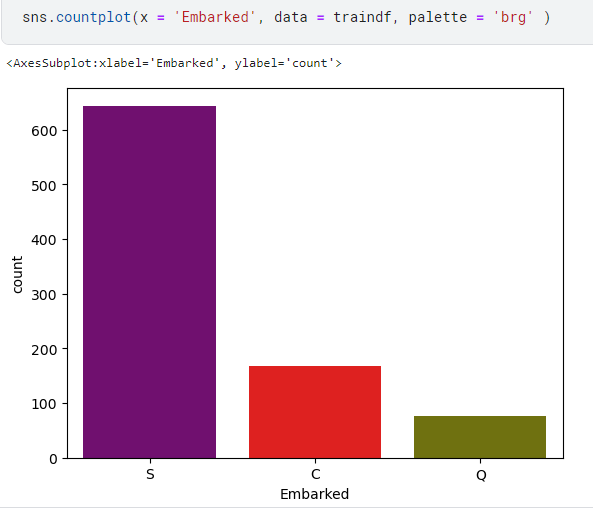 sns.countplot(x = 'Embarked', data = traindf, palette = 'brg' )
<AxesSubplot:xlabel='Embarked', ylabel='count'>
600
500
400
300
200
100
0
count
S C Q
Embarked